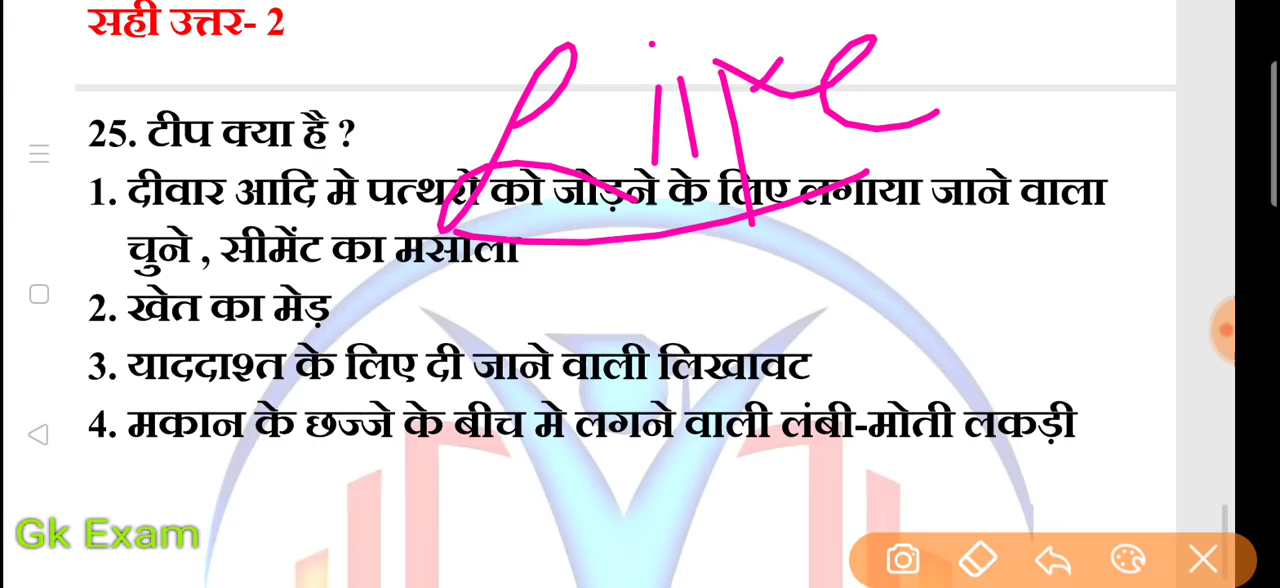 सही उत्तर- 2
Like
25. टीप क्या है ?
1. दीवार आदि मे पत्थरों को जोड़ने के लिए लगाया जाने वाला
चुने , सीमेंट का मसाला
2. खेत का मेड़
3. याददाश्त के लिए दी जाने वाली लिखावट
4. मकान के छज्जे के बीच मे लगने वाली लंबी-मोती लकड़ी
Gk Exam